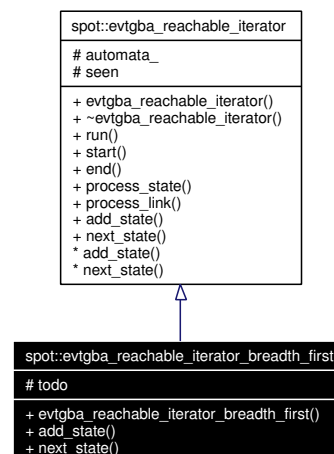 spot::evtgba_reachable_iterator
# automata_
# seen
+ evtgba_reachable_iterator()
+ ~evtgba_reachable_iterator()
+ run()
+ start()
+ end()
+ process_state()
+ process_link()
+ add_state()
+ next_state()
* add_state()
* next_state()
spot::evtgba_reachable_iterator_breadth_first
# todo
+ evtgba_reachable_iterator_breadth_first()
+ add_state()
+ next_state()